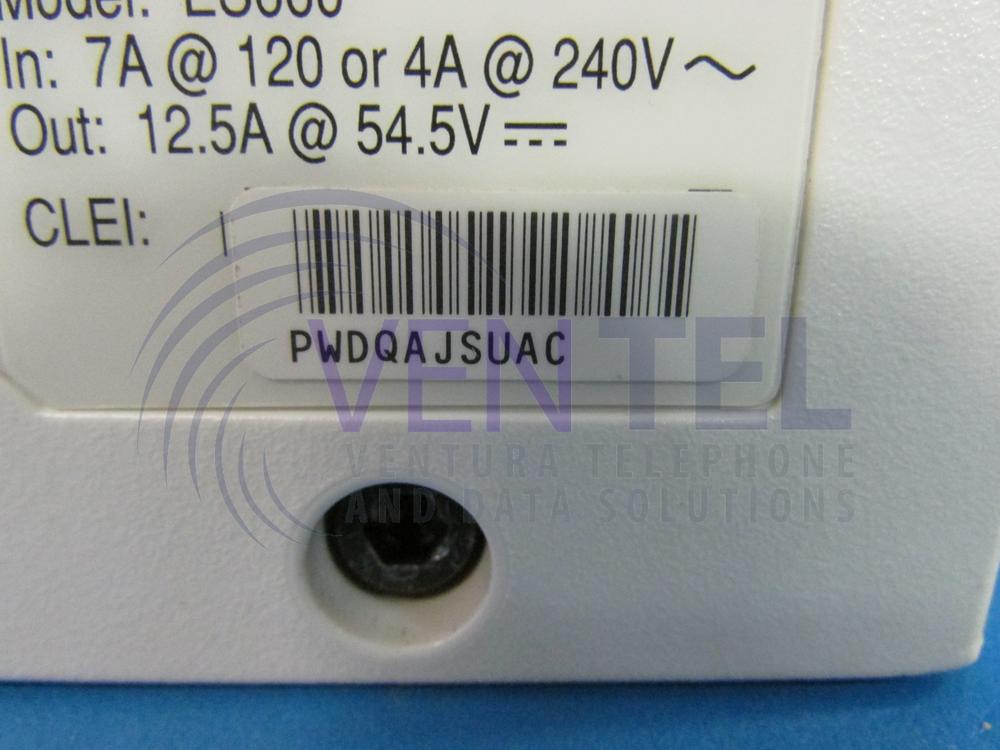 Model:
In: 7A @ 120 or 4A @ 240V
Out: 12.5A @ 54.5V
CLEI:
PWDQAJSUAC
VENTEL
VENTURA TELEPHONE
AND DATA SOLUTIONS